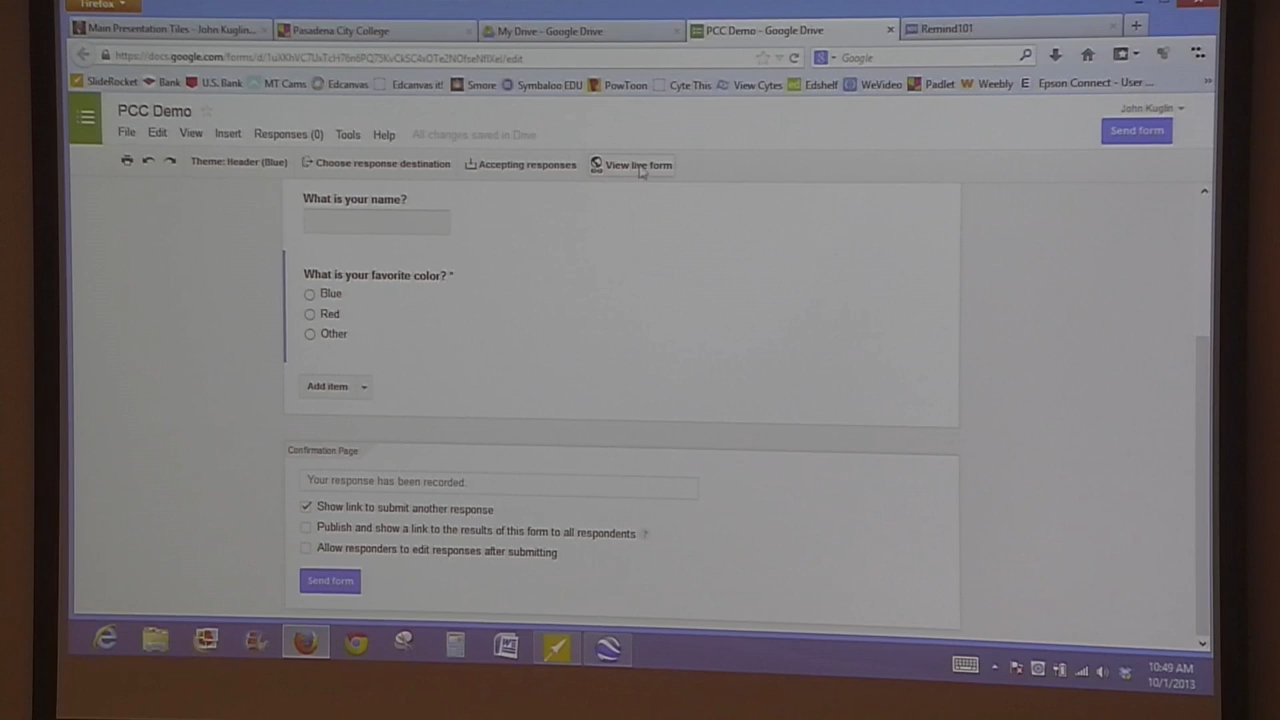 Firefox
Main Presentation Tiles - John Kuglin... Pasadena City College My Drive - Google Drive PCC Demo - Google Drive Remind101
Google
SlideRocket Bank U.S. Bank MT Cams Edcanvas Edcanvas it! Smore Symbaloo EDU PowToon Cyte This View Cytes Edshelf WeVideo Padlet Weebly Epson Connect - User ...
PCC Demo
John Kuglin
File Edit View Insert Responses (0) Tools Help All changes saved in Drive
Send form
Theme: Header (Blue) Choose response destination Accepting responses View live form
What is your name?
What is your favorite color? *
Blue
Red
Other
Add item
Confirmation Page
Your response has been recorded.
Show link to submit another response
Publish and show a link to the results of this form to all respondents ?
Allow responders to edit responses after submitting
Send form
10:49 AM
10/1/2013